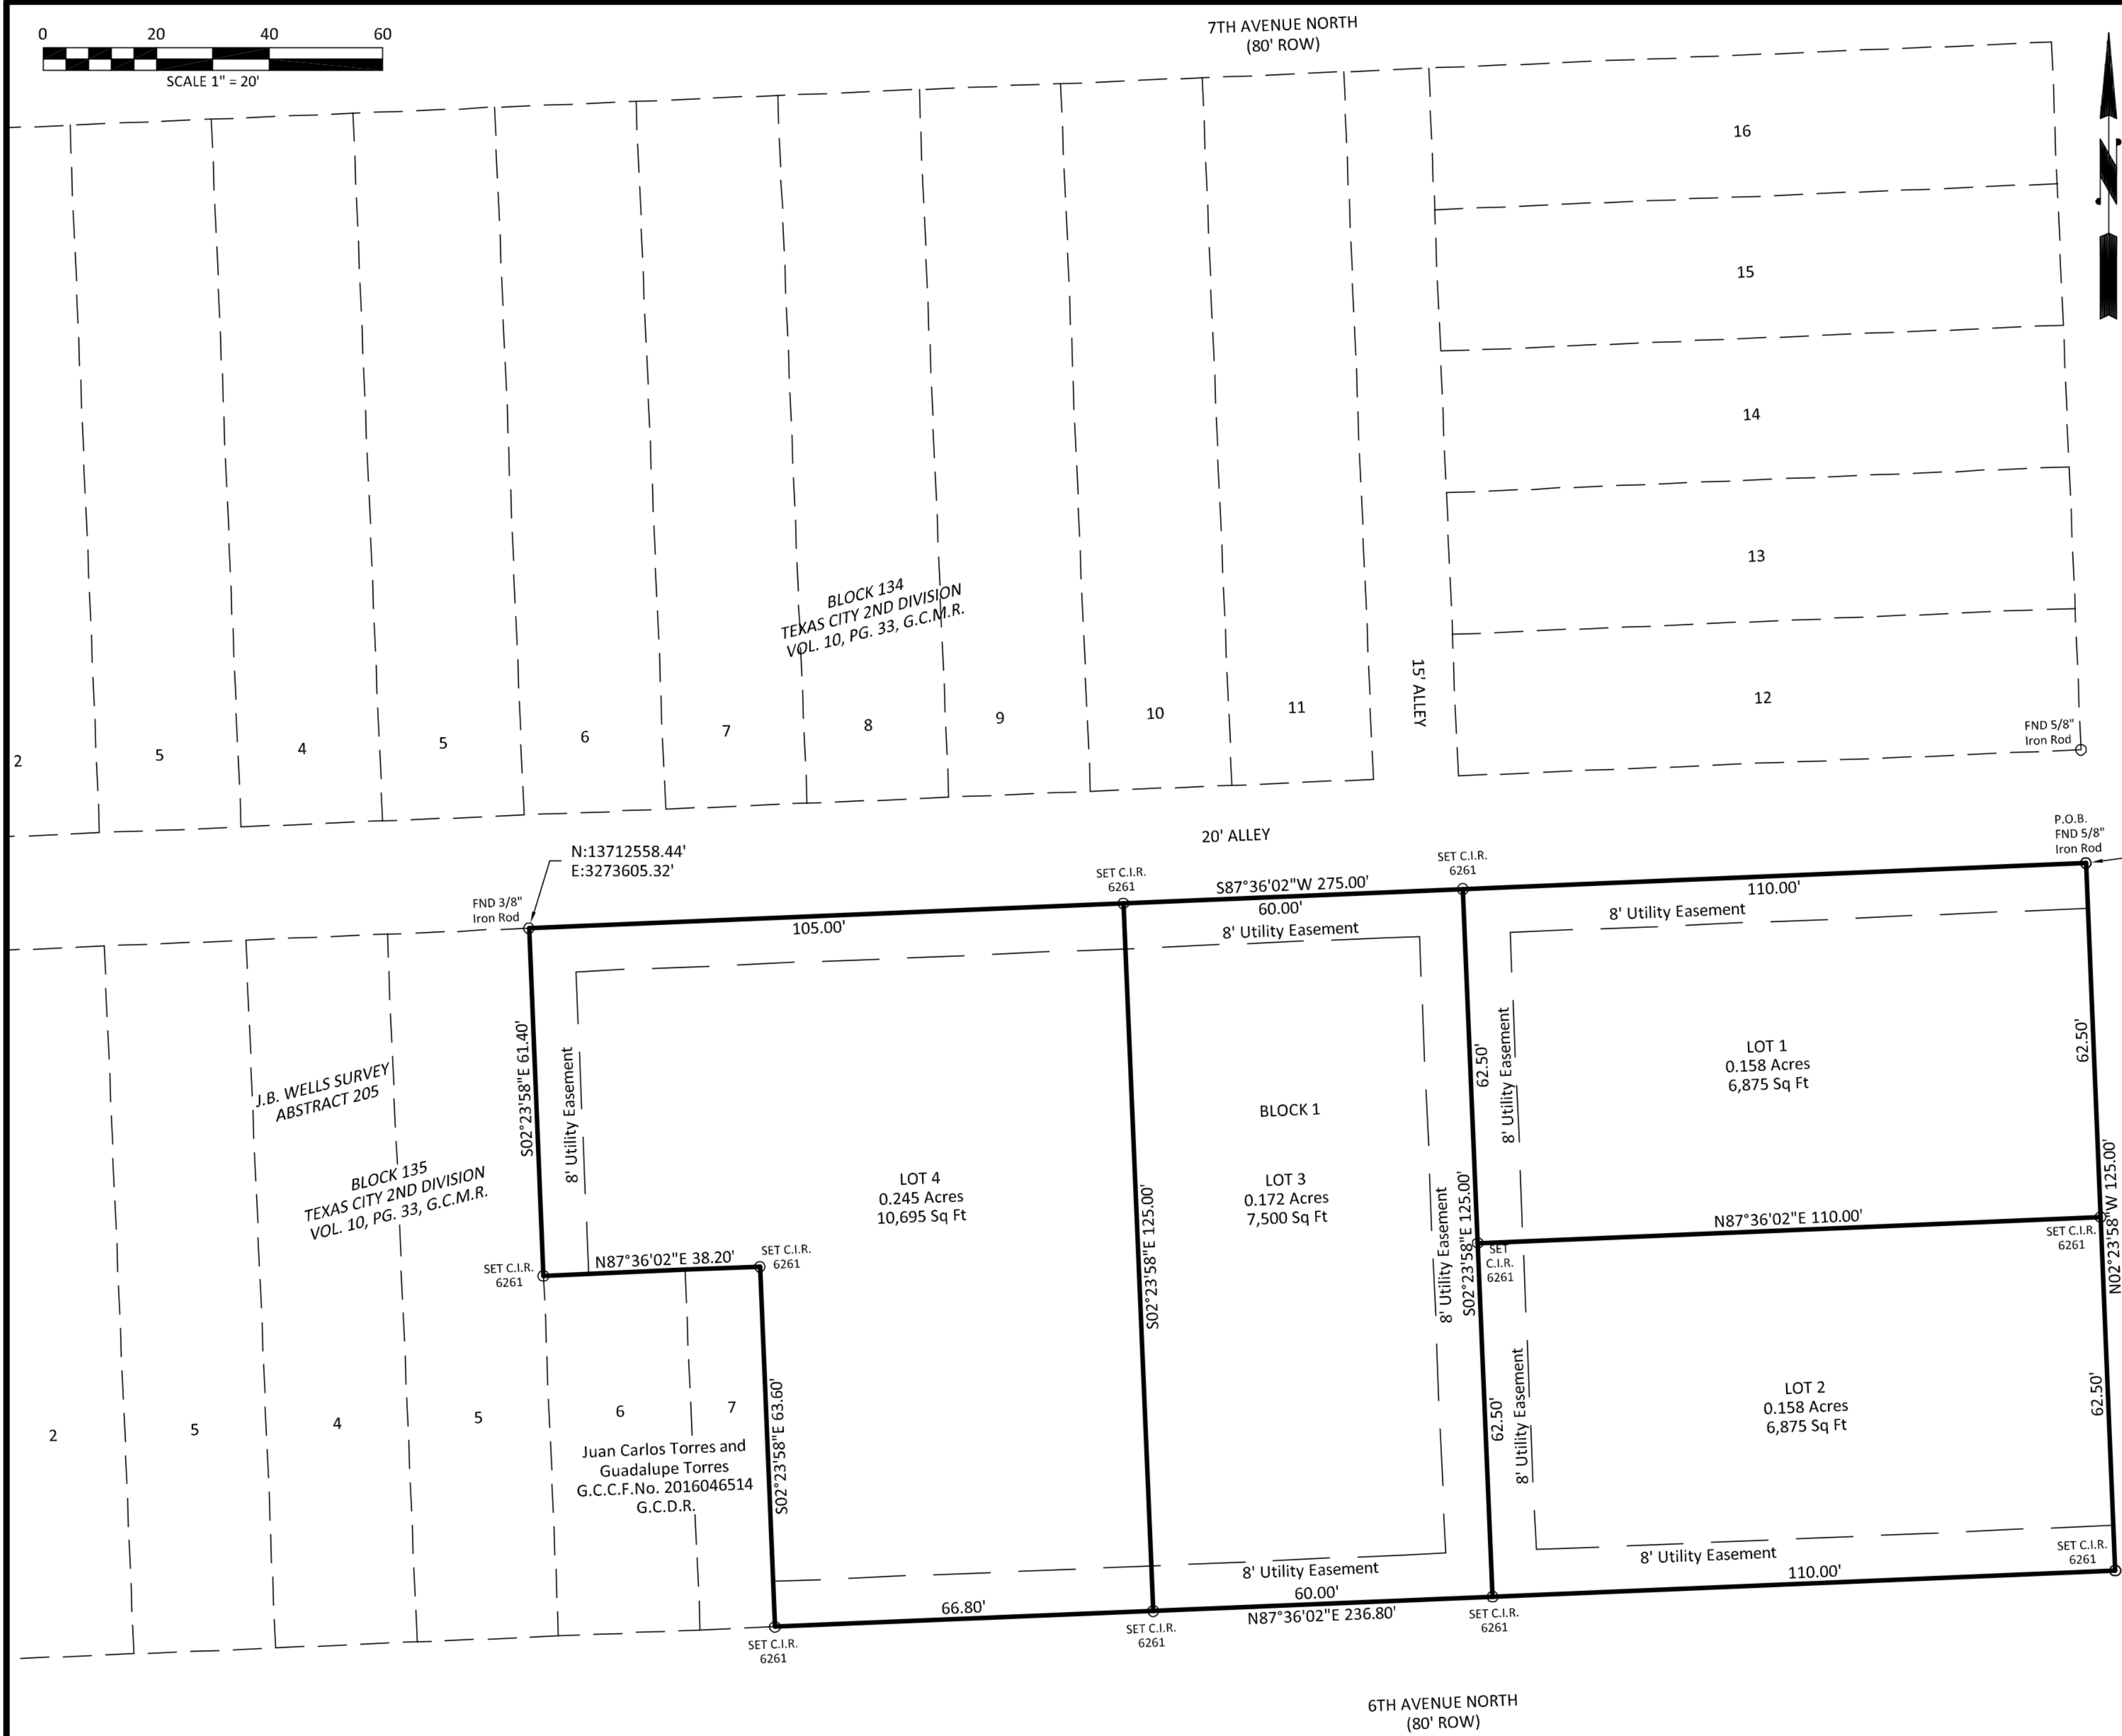 0 20 40 60
SCALE 1" = 20'
7TH AVENUE NORTH
(80' ROW)
16
15
14
13
12
BLOCK 134
TEXAS CITY 2ND DIVISION
VOL. 10, PG. 33, G.C.M.R.
15' ALLEY
2
5
4
5
6
7
8
9
10
11
FND 5/8"
Iron Rod
20' ALLEY
P.O.B.
FND 5/8"
Iron Rod
N:13712558.44'
E:3273605.32'
FND 3/8"
Iron Rod
SET C.I.R.
6261
SET C.I.R.
6261
S87°36'02"W 275.00'
105.00'
60.00'
110.00'
8' Utility Easement
8' Utility Easement
S02°23'58"E 61.40'
8' Utility Easement
J.B. WELLS SURVEY
ABSTRACT 205
BLOCK 135
TEXAS CITY 2ND DIVISION
VOL. 10, PG. 33, G.C.M.R.
LOT 4
0.245 Acres
10,695 Sq Ft
S02°23'58"E 125.00'
BLOCK 1
LOT 3
0.172 Acres
7,500 Sq Ft
8' Utility Easement
S02°23'58"E 125.00'
62.50'
8' Utility Easement
LOT 1
0.158 Acres
6,875 Sq Ft
62.50'
N02°23'58"W 125.00'
SET C.I.R.
6261
N87°36'02"E 38.20'
SET C.I.R.
6261
SET
C.I.R.
6261
N87°36'02"E 110.00'
SET C.I.R.
6261
2
5
4
5
6
7
Juan Carlos Torres and
Guadalupe Torres
G.C.C.F.No. 2016046514
G.C.D.R.
S02°23'58"E 63.60'
62.50'
8' Utility Easement
LOT 2
0.158 Acres
6,875 Sq Ft
62.50'
8' Utility Easement
8' Utility Easement
SET C.I.R.
6261
66.80'
60.00'
110.00'
N87°36'02"E 236.80'
SET C.I.R.
6261
SET C.I.R.
6261
SET C.I.R.
6261
6TH AVENUE NORTH
(80' ROW)